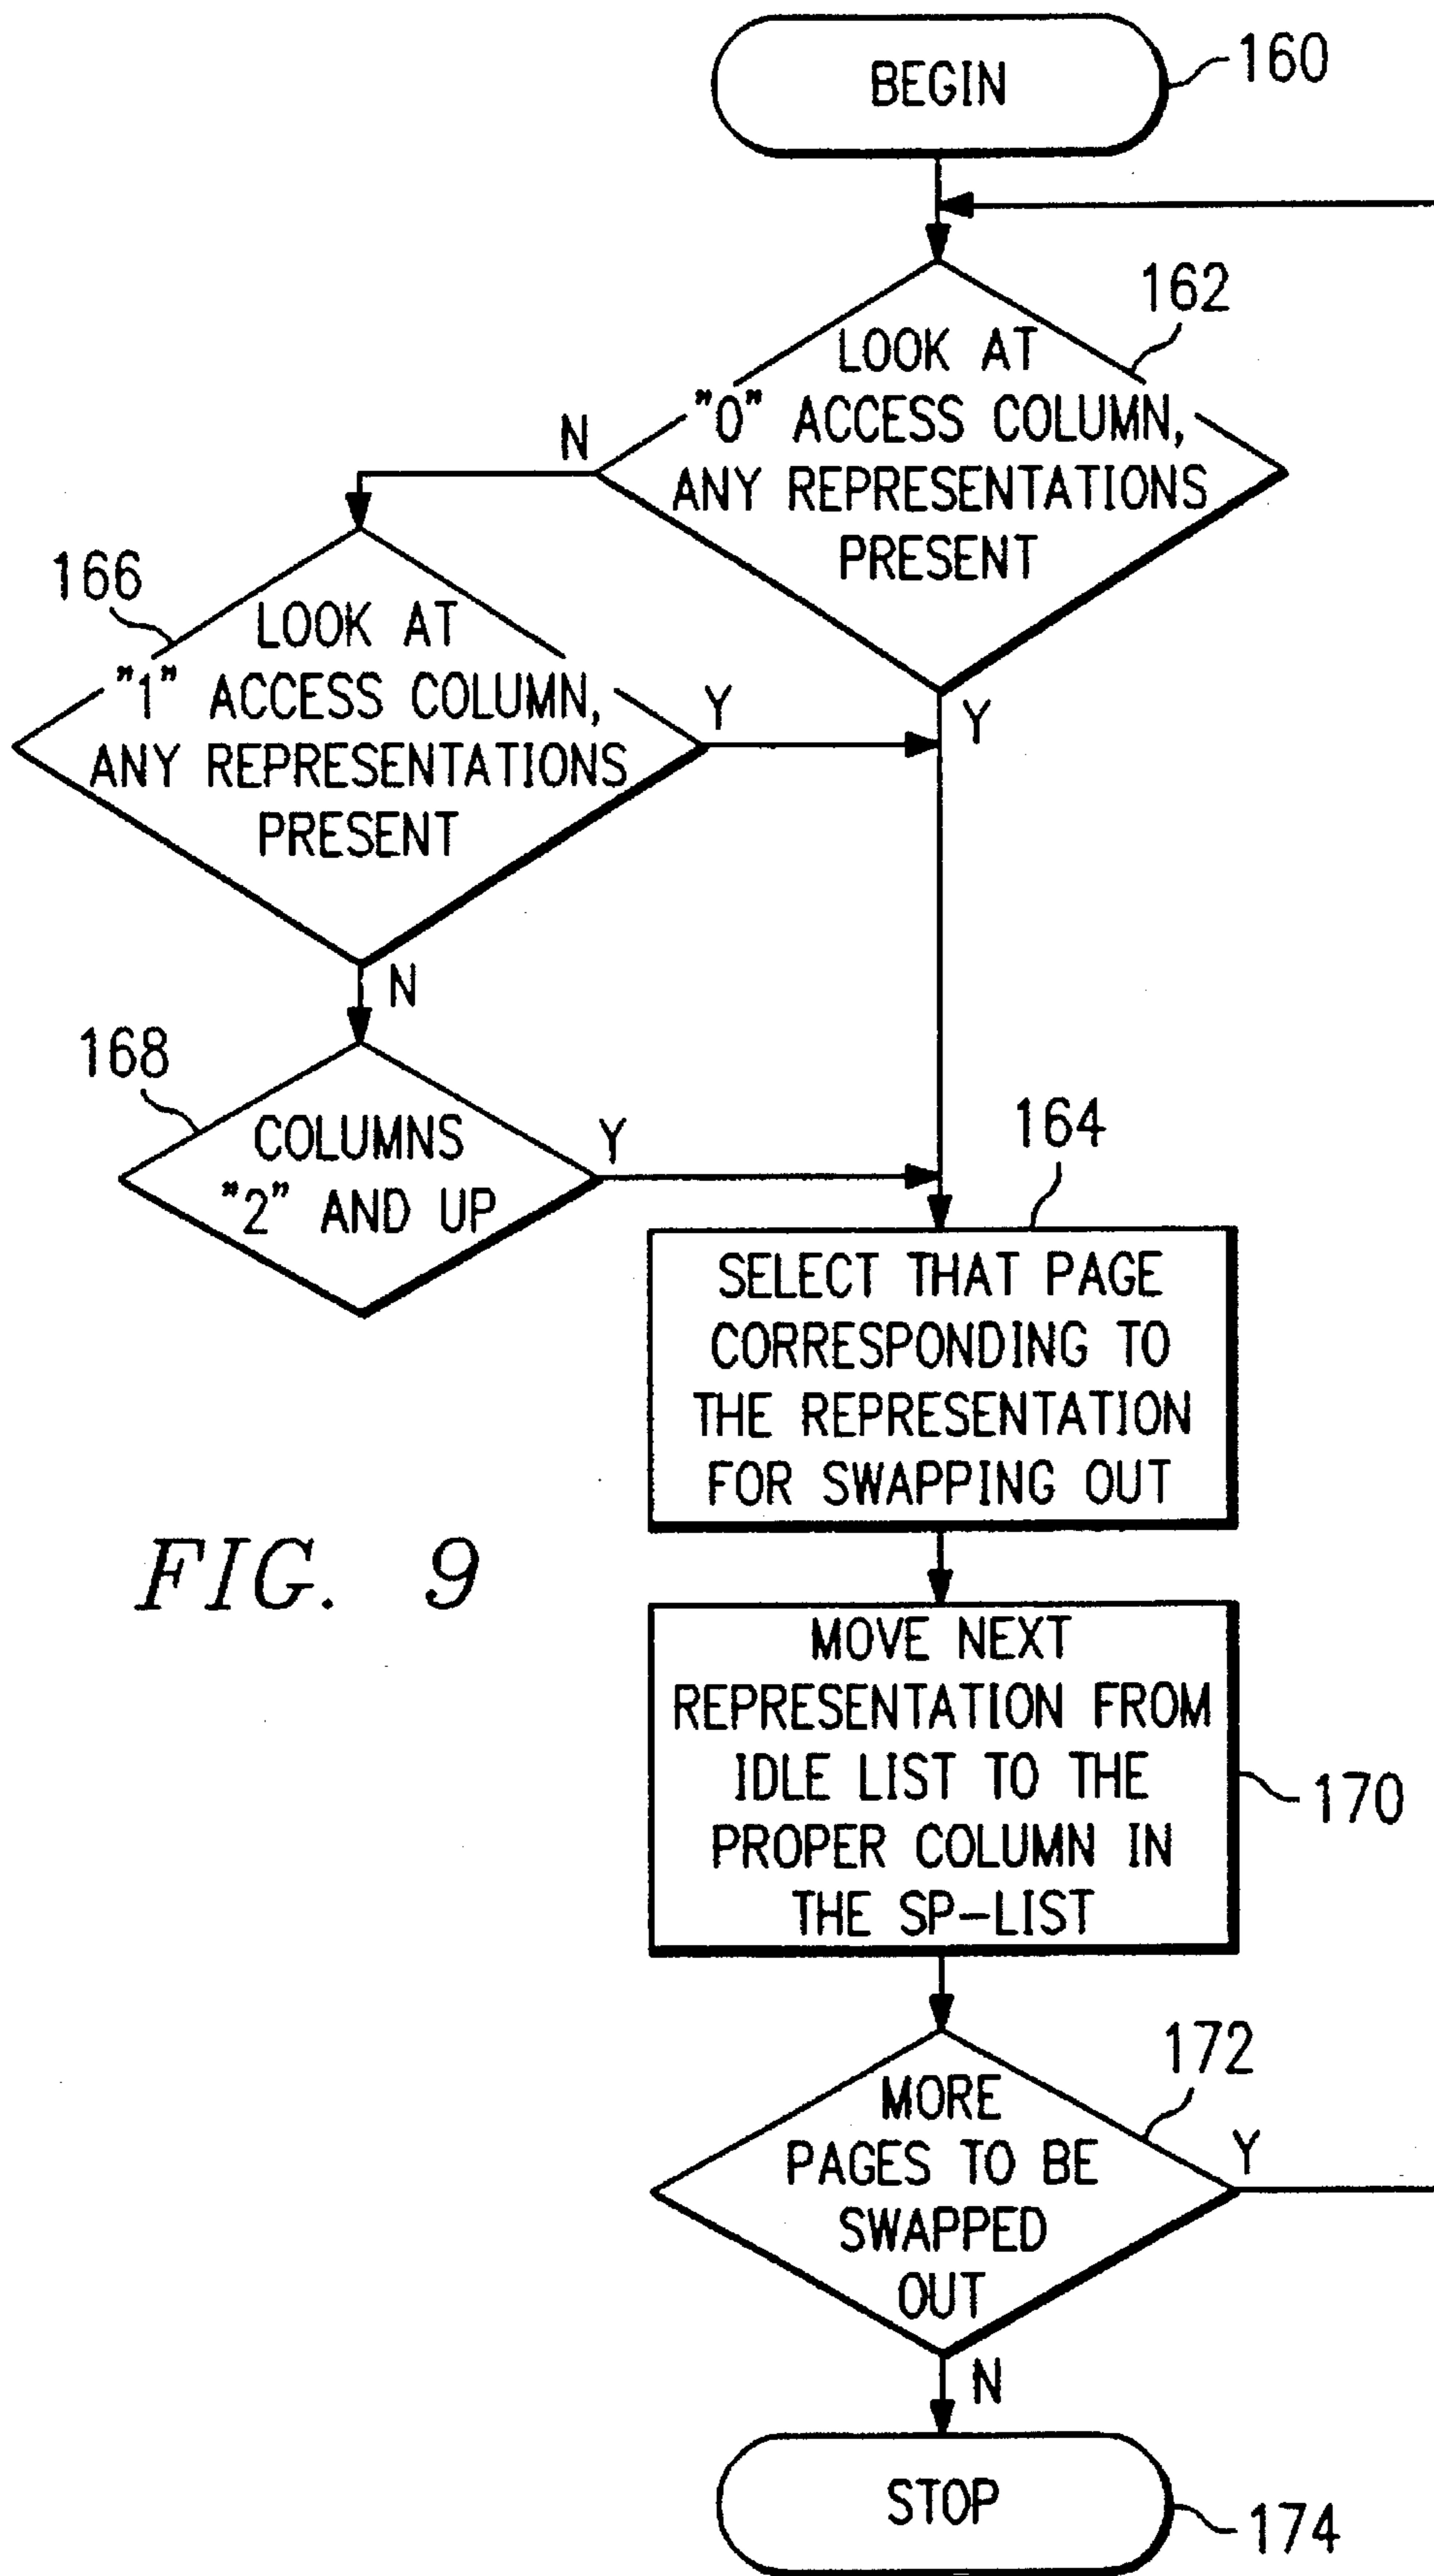 BEGIN
160
162
LOOK AT
"0" ACCESS COLUMN,
ANY REPRESENTATIONS
PRESENT
N
Y
166
LOOK AT
"1" ACCESS COLUMN,
ANY REPRESENTATIONS
PRESENT
Y
N
168
COLUMNS
"2" AND UP
Y
164
SELECT THAT PAGE
CORRESPONDING TO
THE REPRESENTATION
FOR SWAPPING OUT
FIG. 9
MOVE NEXT
REPRESENTATION FROM
IDLE LIST TO THE
PROPER COLUMN IN
THE SP-LIST
170
172
MORE
PAGES TO BE
SWAPPED
OUT
Y
N
STOP
174